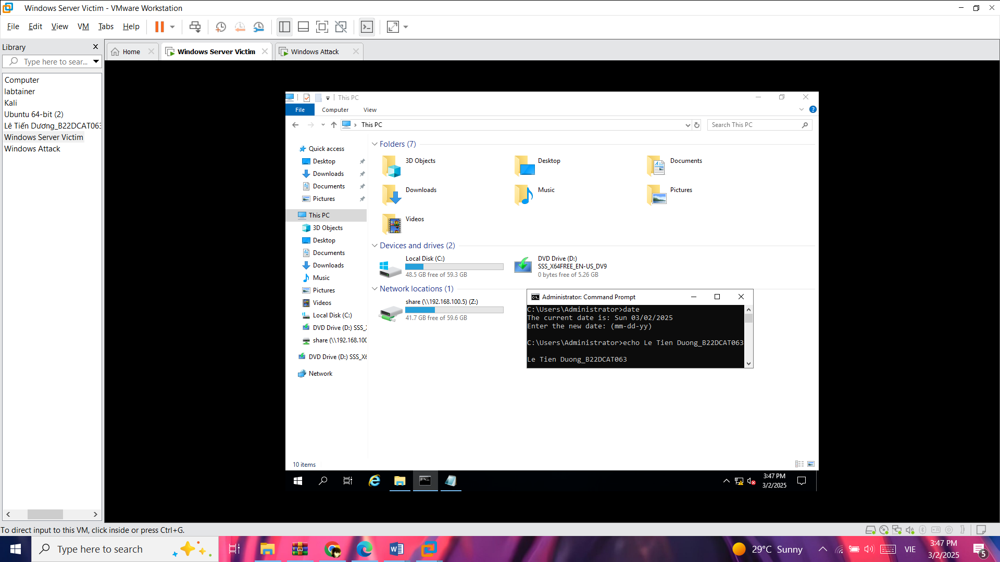 Windows Server Victim - VMware Workstation
File Edit View VM Tabs Help
Library
Type here to sear...
Computer
labtainer
Kali
Ubuntu 64-bit (2)
Lê Tiến Dương_B22DCAT063
Windows Server Victim
Windows Attack
Home
Windows Server Victim
Windows Attack
This PC
File Computer View
This PC
Search This PC
Quick access
Desktop
Downloads
Documents
Pictures
This PC
3D Objects
Desktop
Documents
Downloads
Music
Pictures
Videos
Local Disk (C:)
DVD Drive (D:) SSS_
share (\\192.168.100
DVD Drive (D:) SSS_X6
Network
Folders (7)
3D Objects
Desktop
Documents
Downloads
Music
Pictures
Videos
Devices and drives (2)
Local Disk (C:)
48.5 GB free of 59.3 GB
DVD Drive (D:)
SSS_X64FREE_EN-US_DV9
0 bytes free of 5.26 GB
Network locations (1)
share (\\192.168.100.5) (Z:)
41.7 GB free of 59.6 GB
Administrator: Command Prompt
C:\Users\Administrator>date
The current date is: Sun 03/02/2025
Enter the new date: (mm-dd-yy)
C:\Users\Administrator>echo Le Tien Duong_B22DCAT063
Le Tien Duong_B22DCAT063
10 items
3:47 PM
3/2/2025
To direct input to this VM, click inside or press Ctrl+G.
Type here to search
29°C Sunny
VIE
3:47 PM
3/2/2025
5